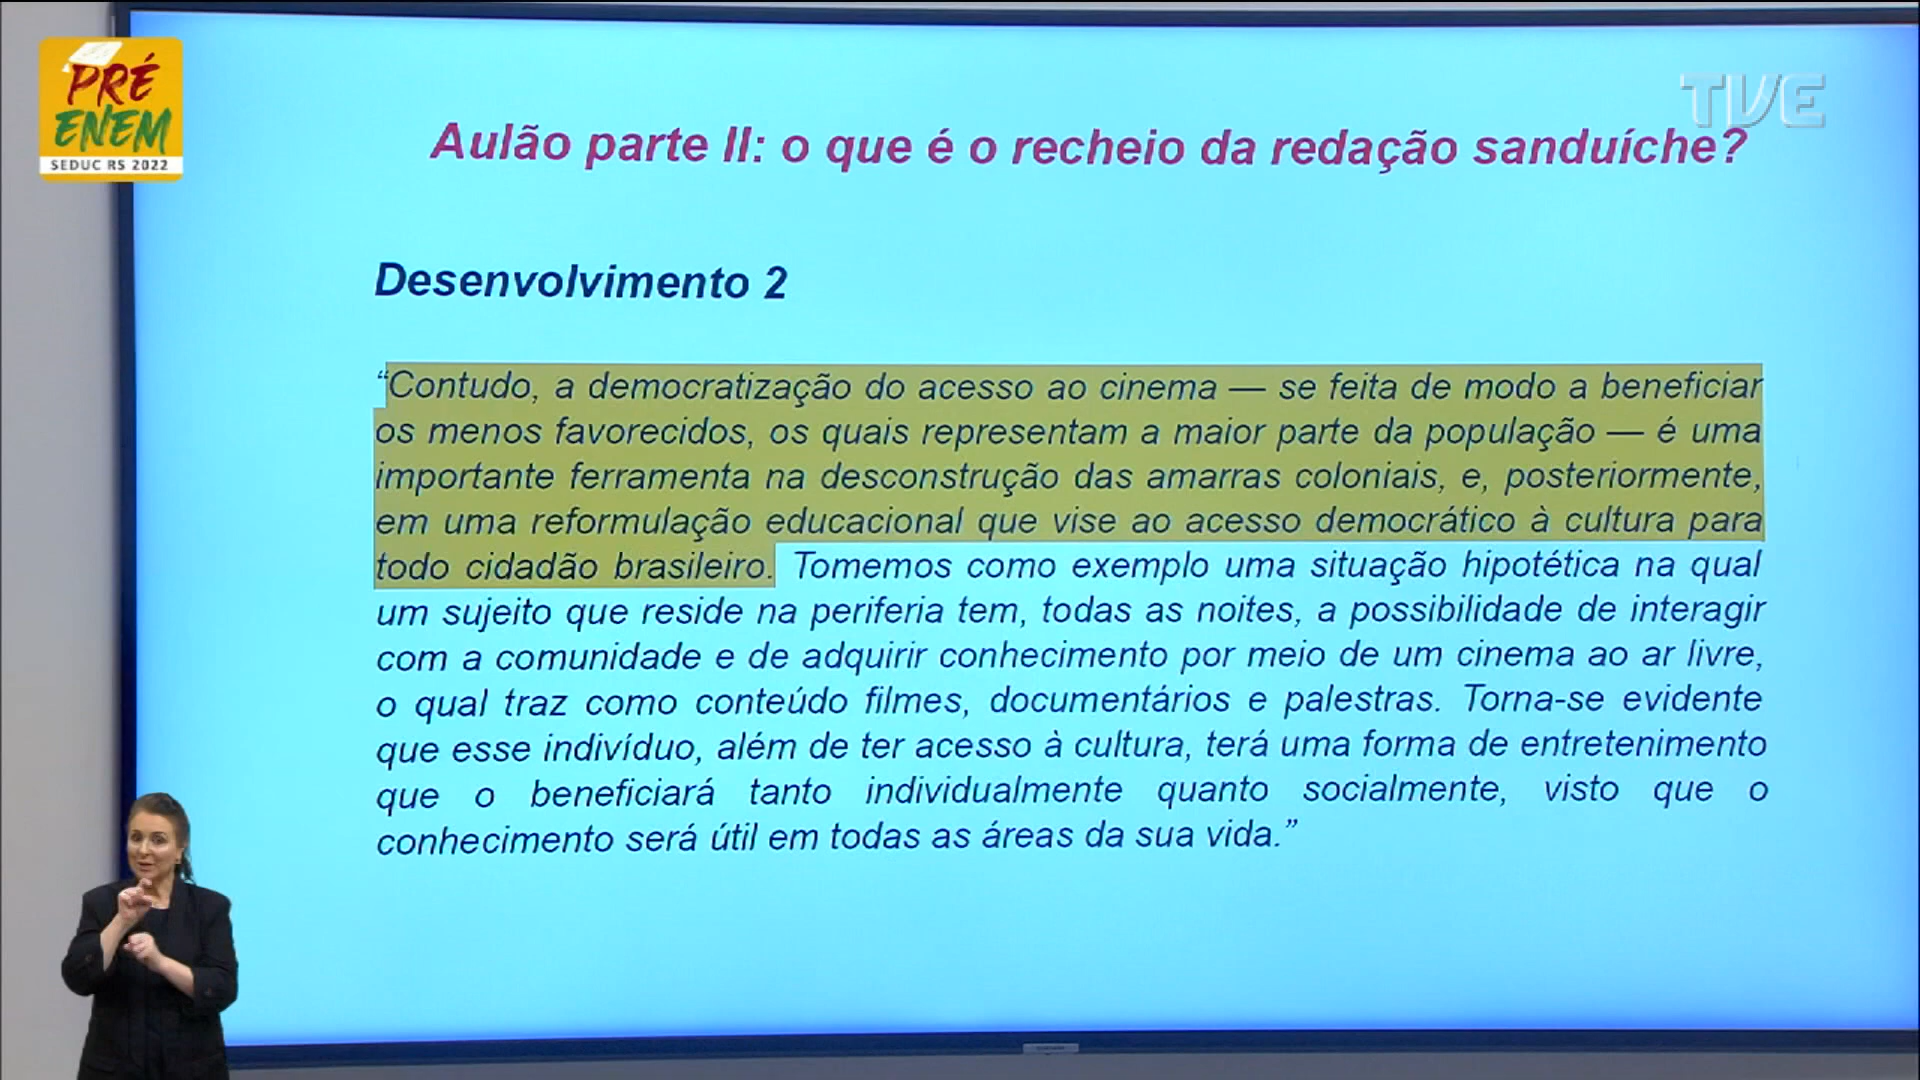 PRÉ
ENEM
SEDUC RS 2022
TVE
Aulão parte II: o que é o recheio da redação sanduíche?
Desenvolvimento 2
“Contudo, a democratização do acesso ao cinema — se feita de modo a beneficiar
os menos favorecidos, os quais representam a maior parte da população — é uma
importante ferramenta na desconstrução das amarras coloniais, e, posteriormente,
em uma reformulação educacional que vise ao acesso democrático à cultura para
todo cidadão brasileiro. Tomemos como exemplo uma situação hipotética na qual
um sujeito que reside na periferia tem, todas as noites, a possibilidade de interagir
com a comunidade e de adquirir conhecimento por meio de um cinema ao ar livre,
o qual traz como conteúdo filmes, documentários e palestras. Torna-se evidente
que esse indivíduo, além de ter acesso à cultura, terá uma forma de entretenimento
que o beneficiará tanto individualmente quanto socialmente, visto que o
conhecimento será útil em todas as áreas da sua vida.”